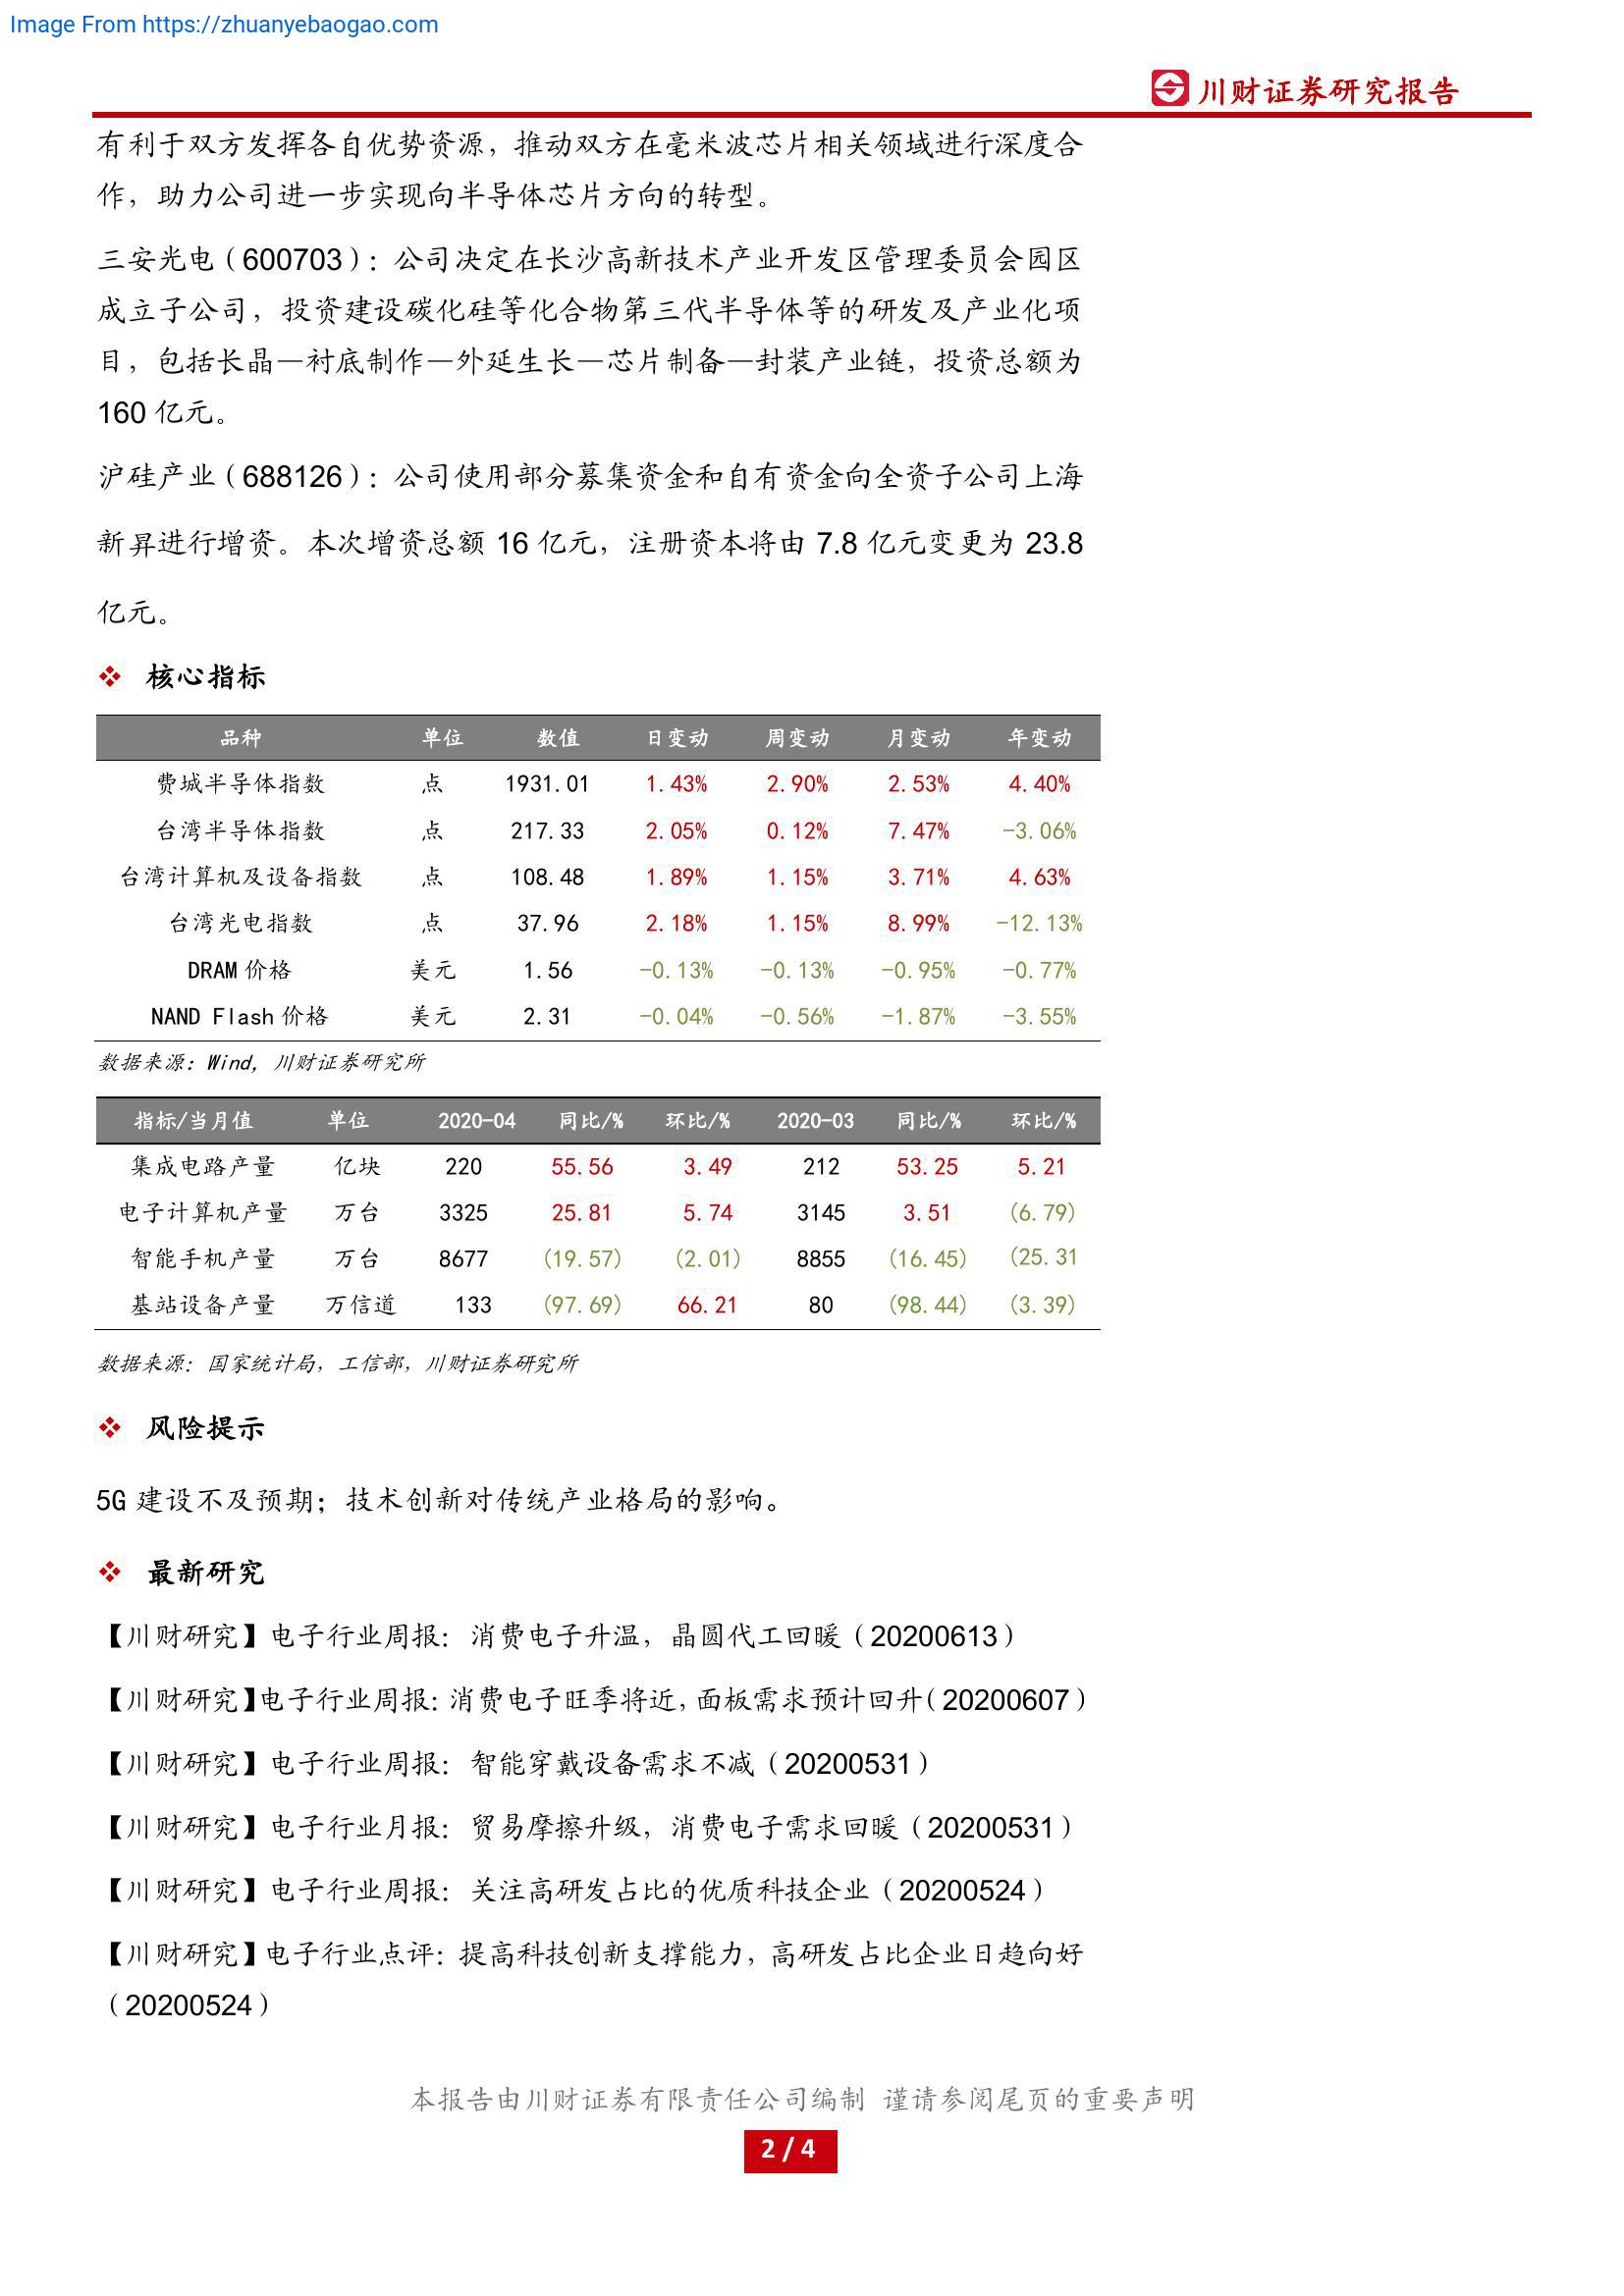 Image From https://zhuanyebaogao.com
川财证券研究报告
有利于双方发挥各自优势资源，推动双方在毫米波芯片相关领域进行深度合
作，助力公司进一步实现向半导体芯片方向的转型。
三安光电（600703）：公司决定在长沙高新技术产业开发区管理委员会园区
成立子公司，投资建设碳化硅等化合物第三代半导体等的研发及产业化项
目，包括长晶—衬底制作—外延生长—芯片制备—封装产业链，投资总额为
160 亿元。
沪硅产业（688126）：公司使用部分募集资金和自有资金向全资子公司上海
新昇进行增资。本次增资总额 16 亿元，注册资本将由 7.8 亿元变更为 23.8
亿元。
❖ 核心指标
品种 单位 数值 日变动 周变动 月变动 年变动
费城半导体指数 点 1931.01 1.43% 2.90% 2.53% 4.40%
台湾半导体指数 点 217.33 2.05% 0.12% 7.47% -3.06%
台湾计算机及设备指数 点 108.48 1.89% 1.15% 3.71% 4.63%
台湾光电指数 点 37.96 2.18% 1.15% 8.99% -12.13%
DRAM 价格 美元 1.56 -0.13% -0.13% -0.95% -0.77%
NAND Flash 价格 美元 2.31 -0.04% -0.56% -1.87% -3.55%
数据来源：Wind，川财证券研究所
指标/当月值 单位 2020-04 同比/% 环比/% 2020-03 同比/% 环比/%
集成电路产量 亿块 220 55.56 3.49 212 53.25 5.21
电子计算机产量 万台 3325 25.81 5.74 3145 3.51 (6.79)
智能手机产量 万台 8677 (19.57) (2.01) 8855 (16.45) (25.31
基站设备产量 万信道 133 (97.69) 66.21 80 (98.44) (3.39)
数据来源：国家统计局，工信部，川财证券研究所
❖ 风险提示
5G 建设不及预期；技术创新对传统产业格局的影响。
❖ 最新研究
【川财研究】电子行业周报：消费电子升温，晶圆代工回暖（20200613）
【川财研究】电子行业周报：消费电子旺季将近，面板需求预计回升（20200607）
【川财研究】电子行业周报：智能穿戴设备需求不减（20200531）
【川财研究】电子行业月报：贸易摩擦升级，消费电子需求回暖（20200531）
【川财研究】电子行业周报：关注高研发占比的优质科技企业（20200524）
【川财研究】电子行业点评：提高科技创新支撑能力，高研发占比企业日趋向好
（20200524）
本报告由川财证券有限责任公司编制 谨请参阅尾页的重要声明
2 / 4